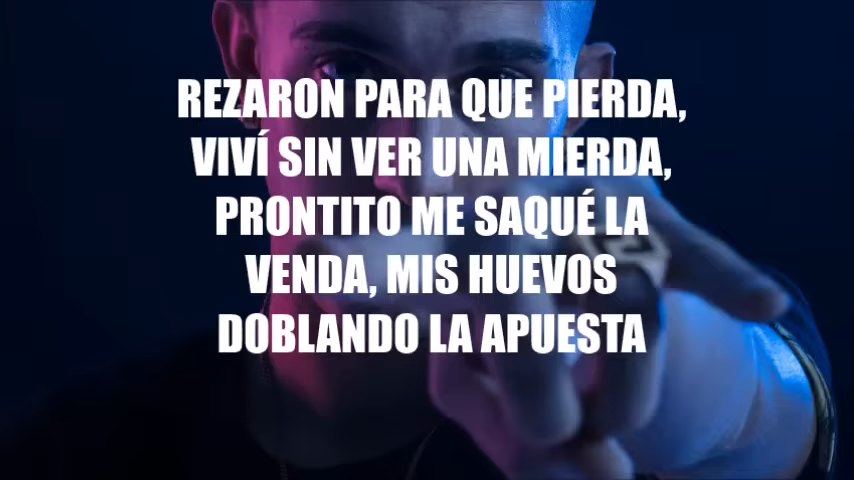 REZARON PARA QUE PIERDA,
VIVÍ SIN VER UNA MIERDA,
PRONTITO ME SAQUÉ LA
VENDA, MIS HUEVOS
DOBLANDO LA APUESTA